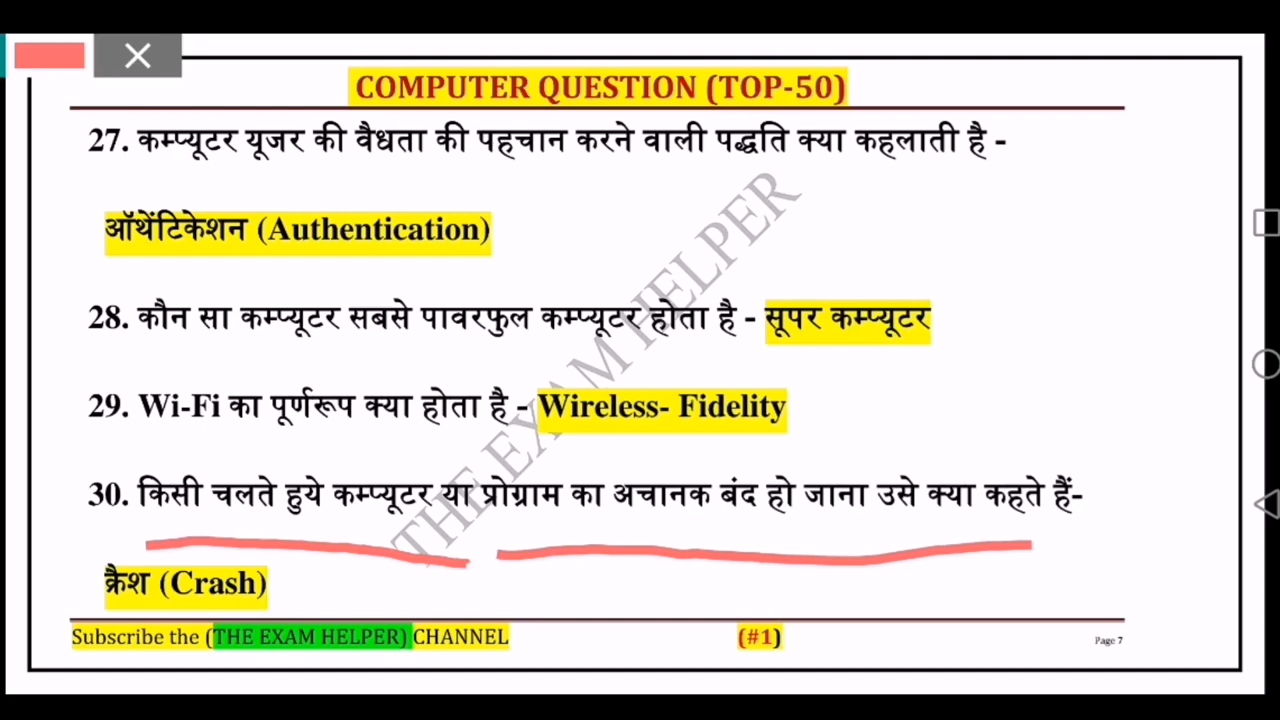 COMPUTER QUESTION (TOP-50)
27. कम्प्यूटर यूजर की वैधता की पहचान करने वाली पद्धति क्या कहलाती है -
ऑथेंटिकेशन (Authentication)
28. कौन सा कम्प्यूटर सबसे पावरफुल कम्प्यूटर होता है - सूपर कम्प्यूटर
29. Wi-Fi का पूर्णरूप क्या होता है - Wireless- Fidelity
30. किसी चलते हुये कम्प्यूटर या प्रोग्राम का अचानक बंद हो जाना उसे क्या कहते हैं-
क्रैश (Crash)
THE EXAM HELPER
Subscribe the (THE EXAM HELPER) CHANNEL (#1) Page 7